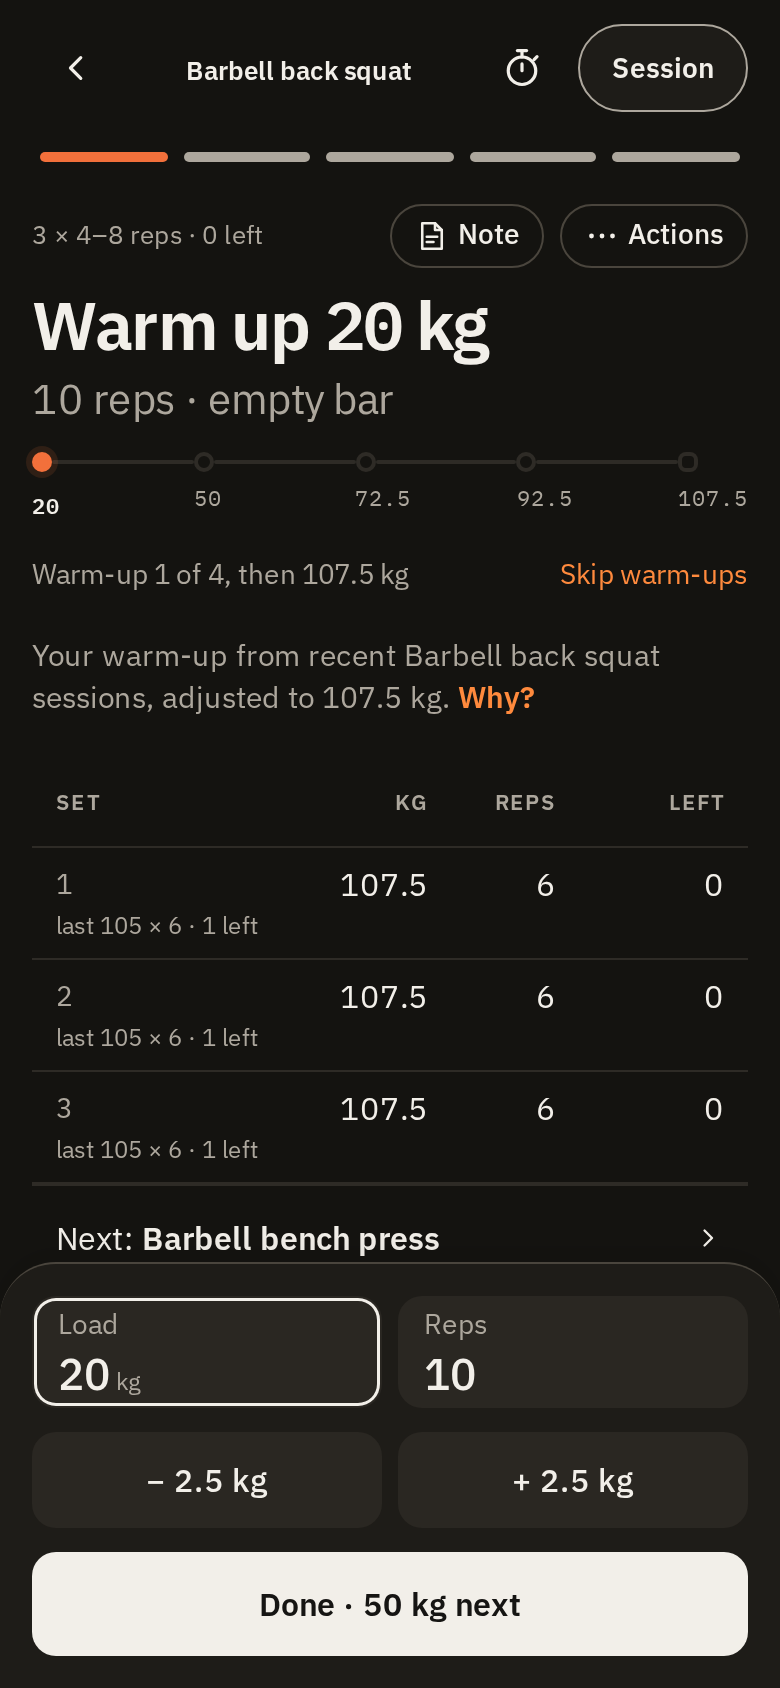 Barbell back squat
Session
3 × 4–8 reps · 0 left
Note
Actions
Warm up 20 kg
10 reps · empty bar
20 50 72.5 92.5 107.5
Warm-up 1 of 4, then 107.5 kg
Skip warm-ups
Your warm-up from recent Barbell back squat
sessions, adjusted to 107.5 kg. Why?
SET KG REPS LEFT
1 107.5 6 0
last 105 × 6 · 1 left
2 107.5 6 0
last 105 × 6 · 1 left
3 107.5 6 0
last 105 × 6 · 1 left
Next: Barbell bench press
Load
20 kg
Reps
10
− 2.5 kg
+ 2.5 kg
Done · 50 kg next